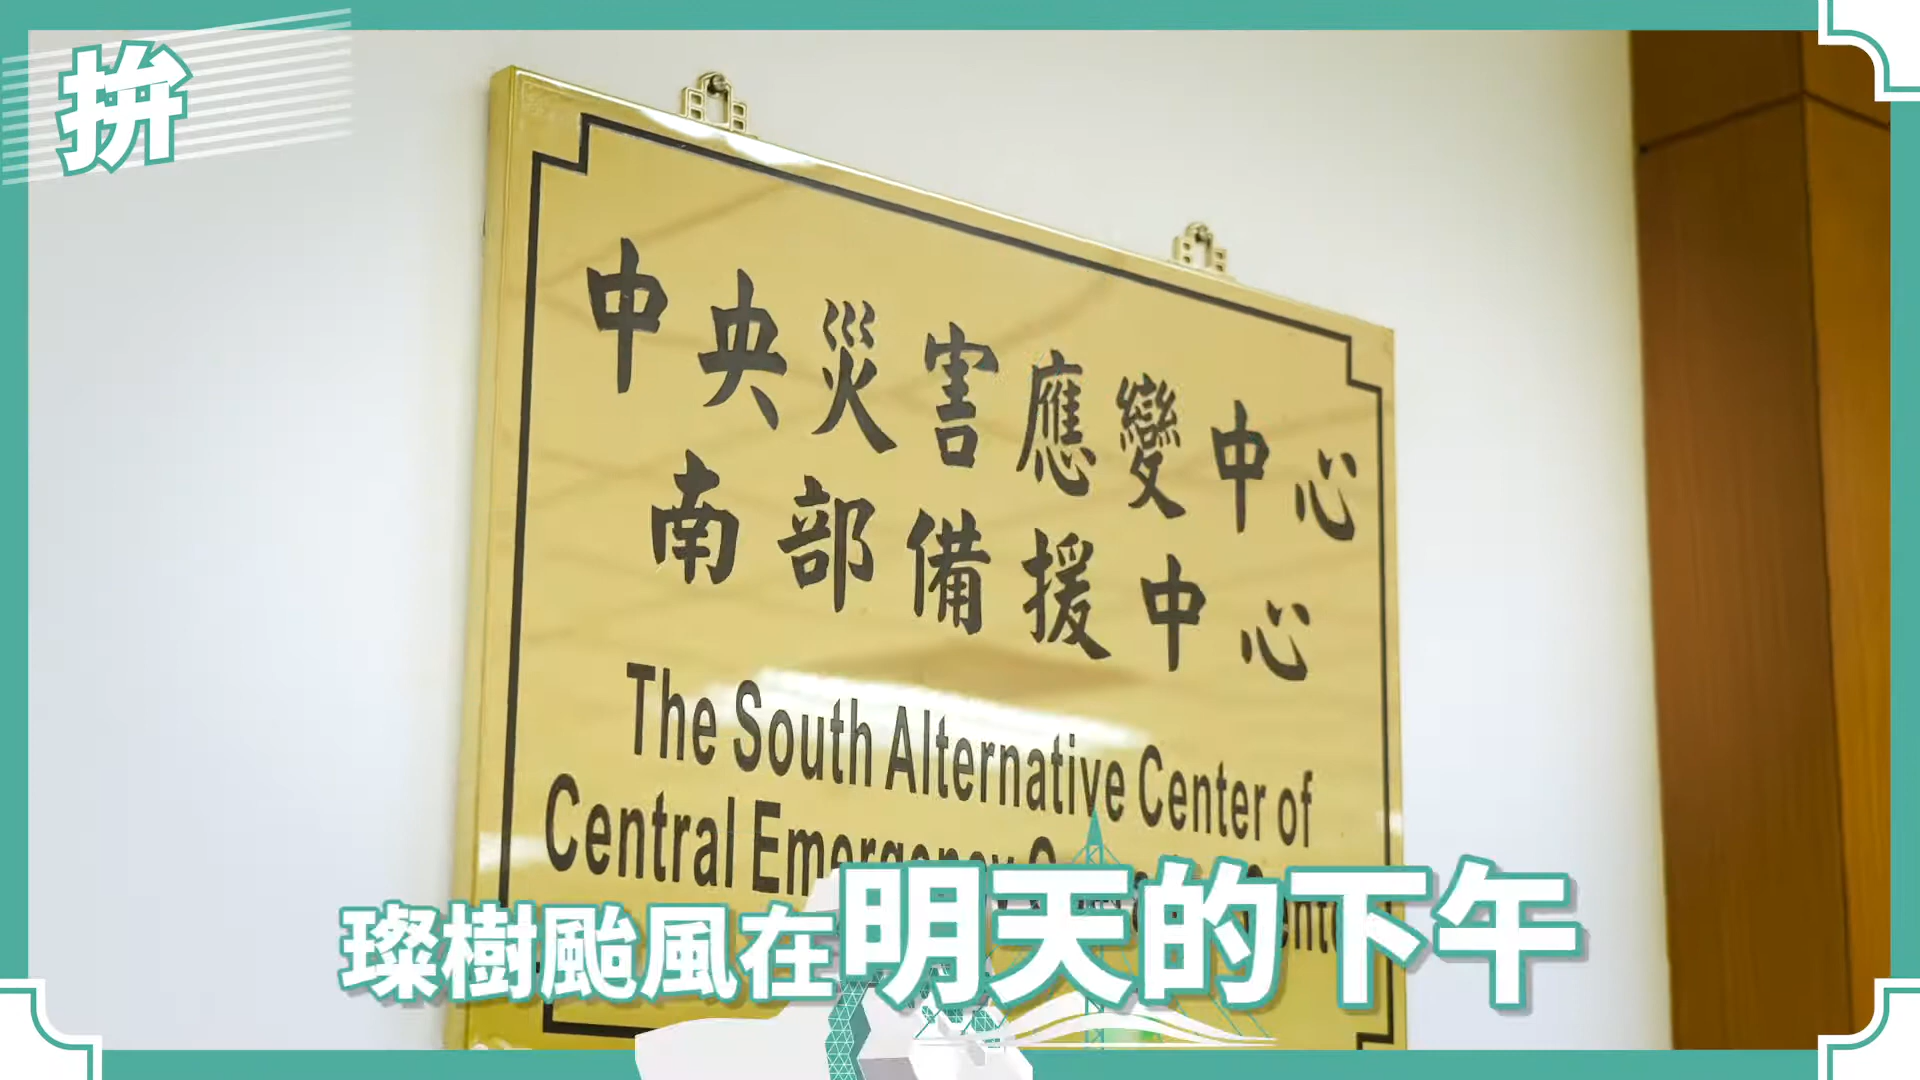 拚
中央災害應變中心
南部備援中心
The South Alternative Center of
Central
璨樹颱風在明天的下午